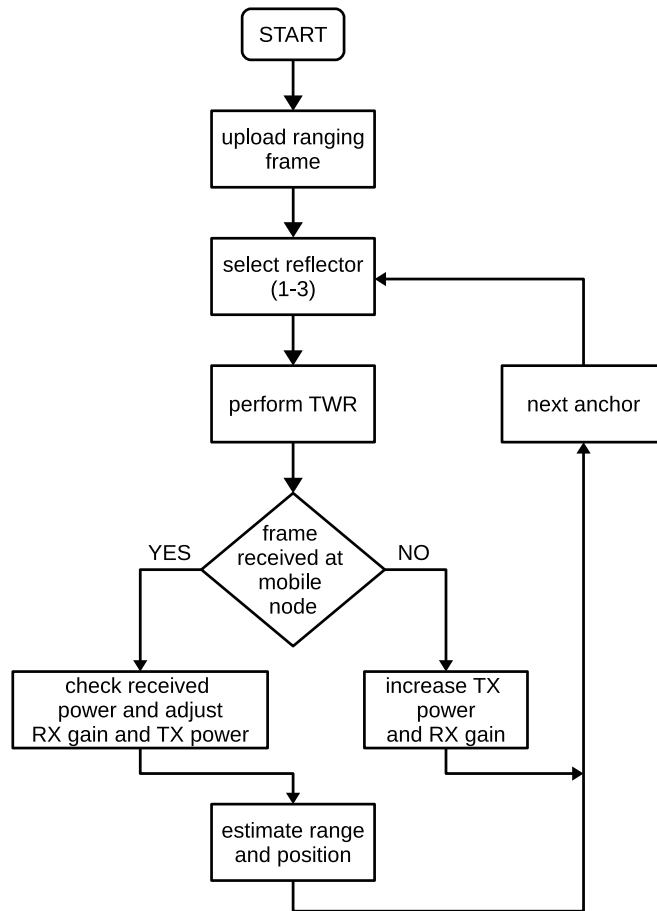 START
upload ranging
frame
select reflector
(1-3)
perform TWR
next anchor
frame
received at
mobile
node
YES
NO
check received
power and adjust
RX gain and TX power
increase TX
power
and RX gain
estimate range
and position